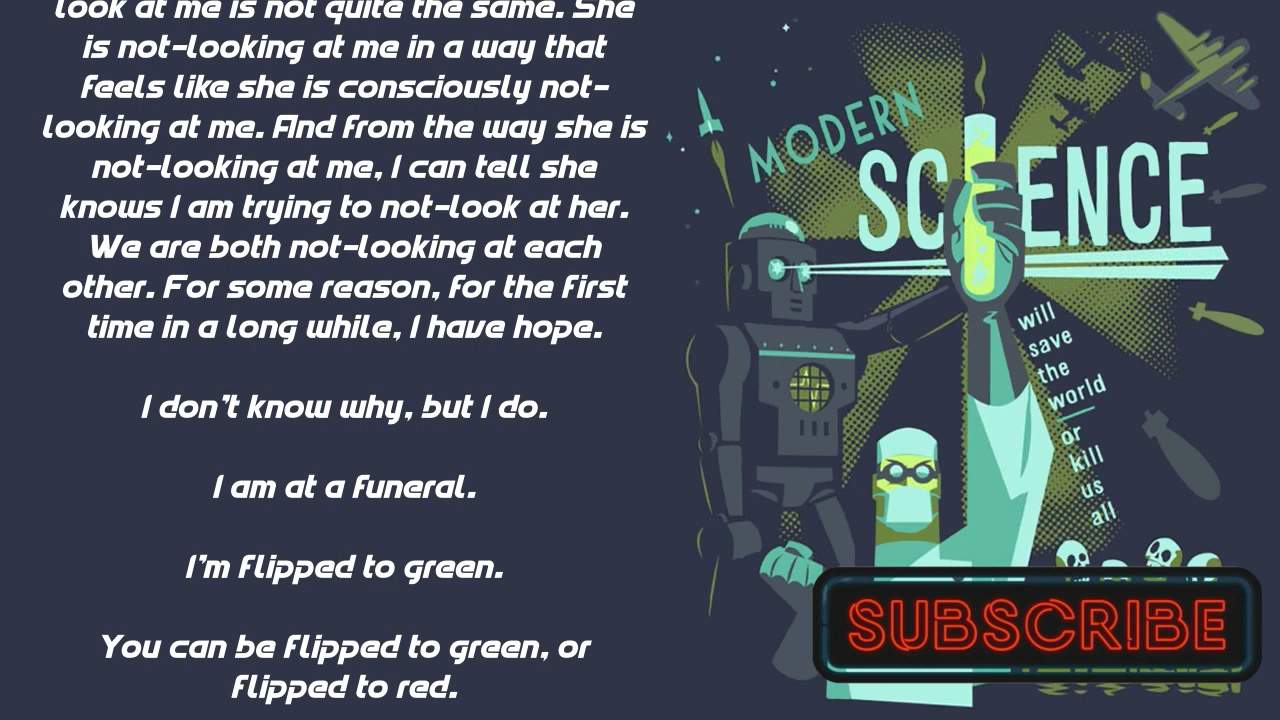 look at me is not quite the same. She
is not-looking at me in a way that
feels like she is consciously not-
looking at me. And from the way she is
not-looking at me, I can tell she
knows I am trying to not-look at her.
We are both not-looking at each
other. For some reason, for the first
time in a long while, I have hope.
I don't know why, but I do.
I am at a funeral.
I'm flipped to green.
You can be flipped to green, or
flipped to red.
MODERN
SCIENCE
will
save
the
world
or
kill
us
all
SUBSCRIBE